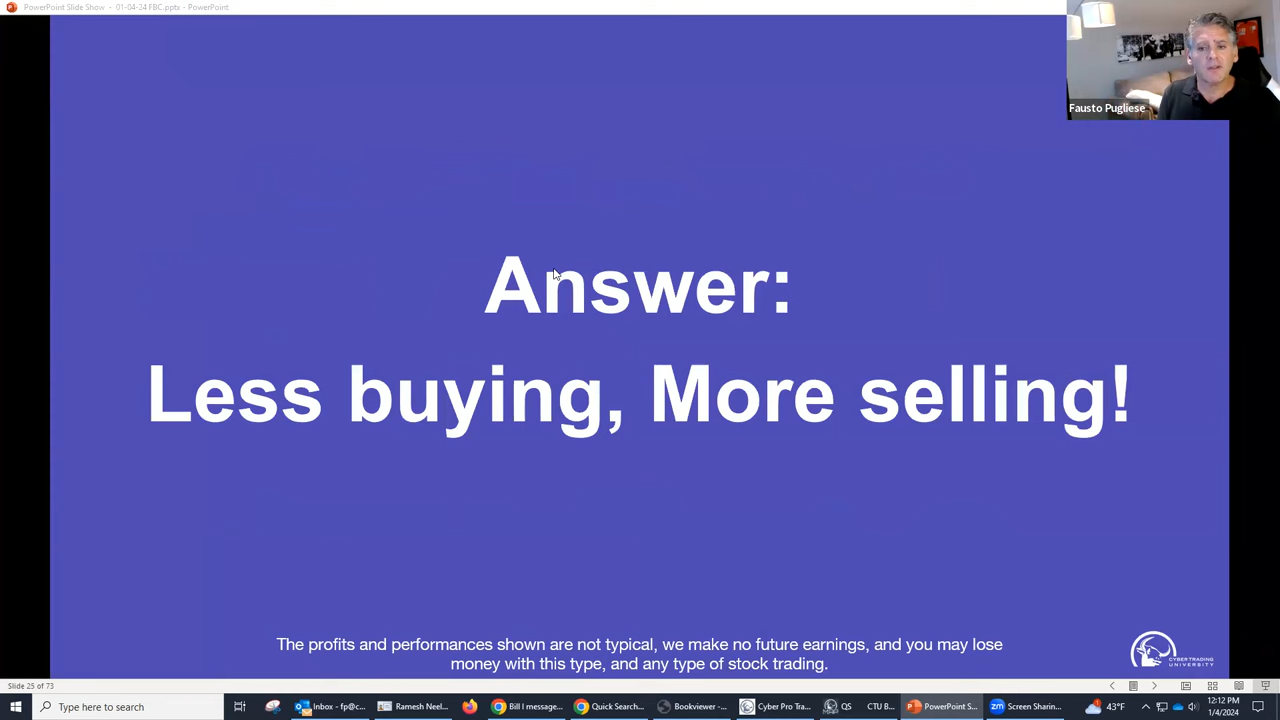 PowerPoint Slide Show - 01-04-24 FBC.pptx - PowerPoint
Fausto Pugliese
Answer:
Less buying, More selling!
The profits and performances shown are not typical, we make no future earnings, and you may lose
money with this type, and any type of stock trading.
CYBERTRADING
UNIVERSITY
Slide 25 of 73
Type here to search
Inbox - fp@c...
Ramesh Neel...
Bill I message...
Quick Search...
Bookviewer -...
Cyber Pro Tra...
QS
CTU B...
PowerPoint S...
zm
Screen Sharin...
43°F
12:12 PM
1/4/2024